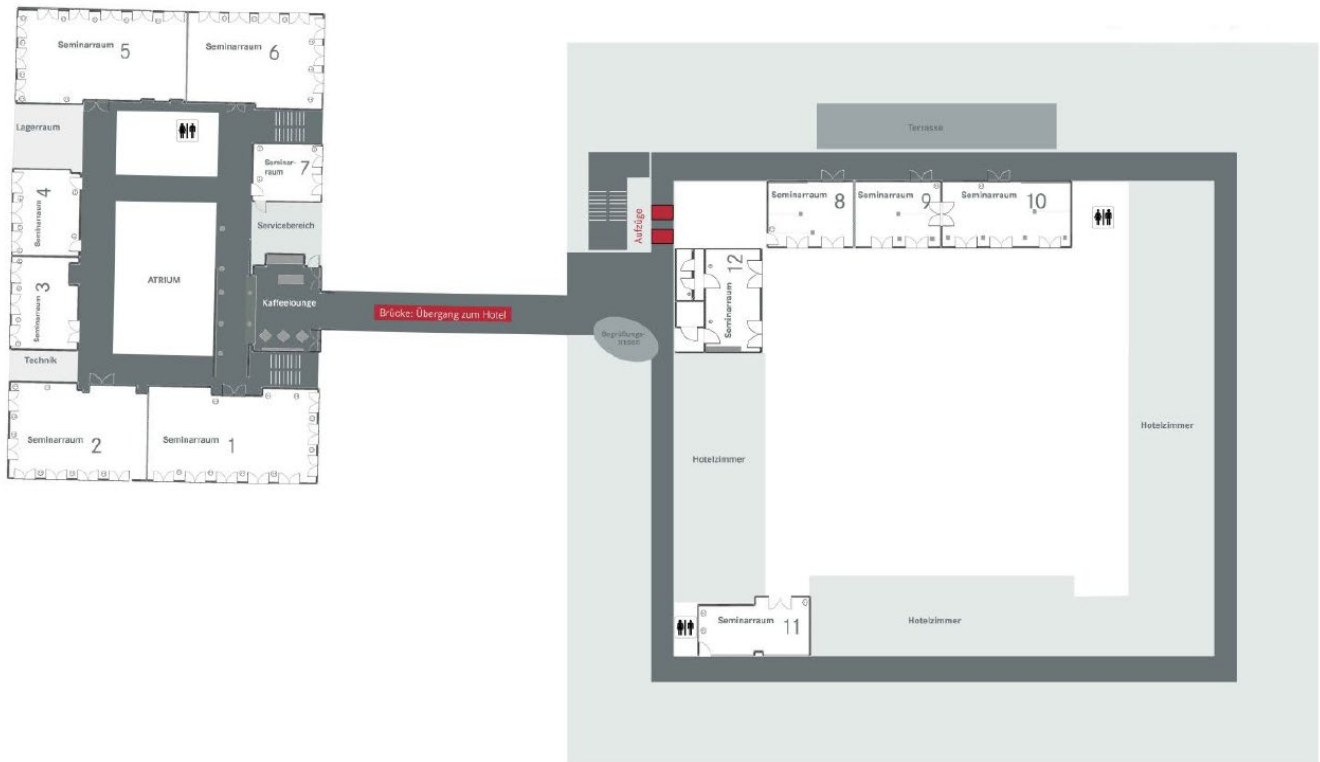 Seminarraum 5
Seminarraum 6
Lagerraum
Seminar-
raum 7
Seminarraum 4
Servicebereich
Seminarraum 3
ATRIUM
Kaffeelounge
Technik
Seminarraum 2
Seminarraum 1
Brücke: Übergang zum Hotel
Terrasse
Aufzüge
Seminarraum 8
Seminarraum 9
Seminarraum 10
Seminarraum 12
Begrüßungs-
tresen
Hotelzimmer
Hotelzimmer
Seminarraum 11
Hotelzimmer